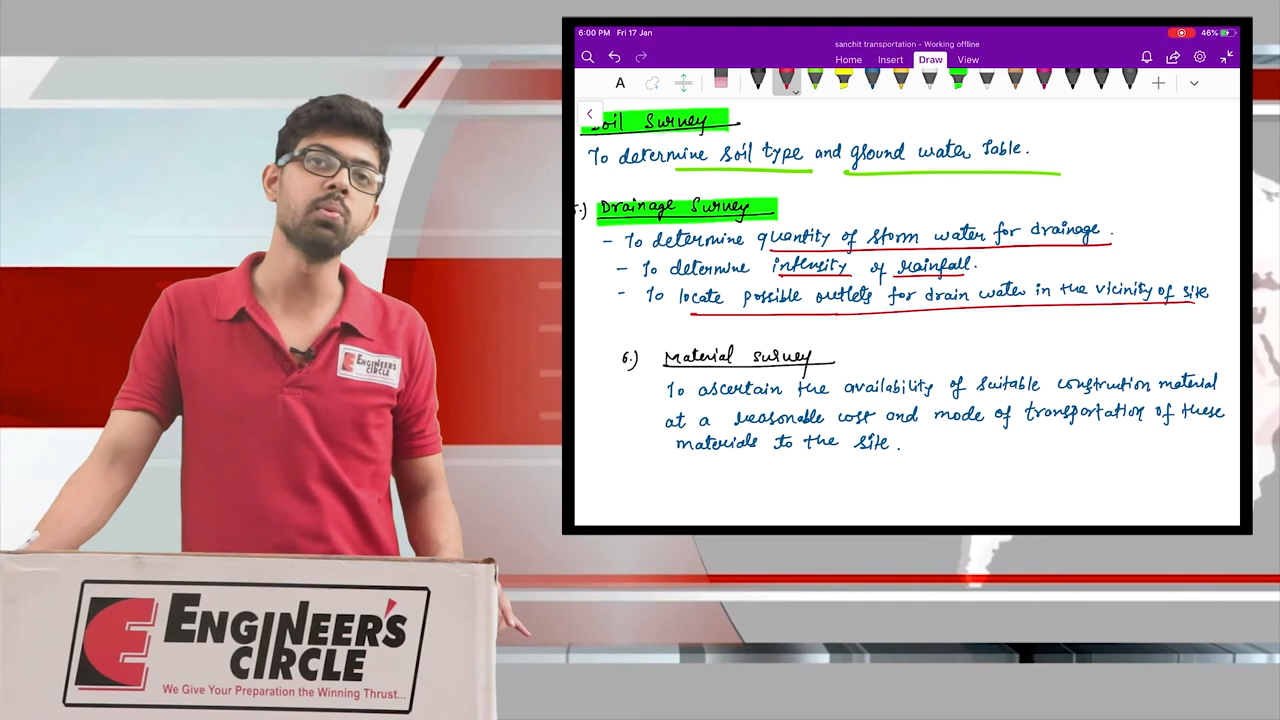 6:00 PM Fri 17 Jan
46%
sanchit transportation - Working offline
Home Insert Draw View
A
Soil Survey
To determine soil type and ground water table.
5.) Drainage Survey
- To determine quantity of storm water for drainage.
- To determine intensity of rainfall.
- To locate possible outlets for drain water in the vicinity of site
6.) Material Survey
To ascertain the availability of suitable construction material
at a reasonable cost and mode of transportation of these
materials to the site.
ENGINEER'S
CIRCLE
E ENGINEER'S
CIRCLE
We Give Your Preparation the Winning Thrust...